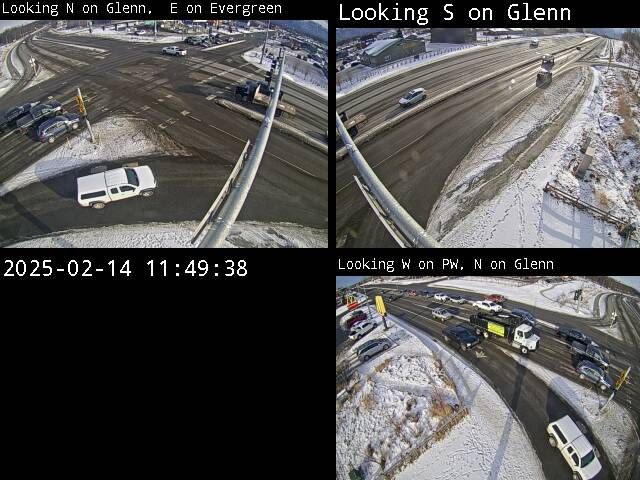 Looking N on Glenn,  E on Evergreen
Looking S on Glenn
2025-02-14 11:49:38
Looking W on PW, N on Glenn